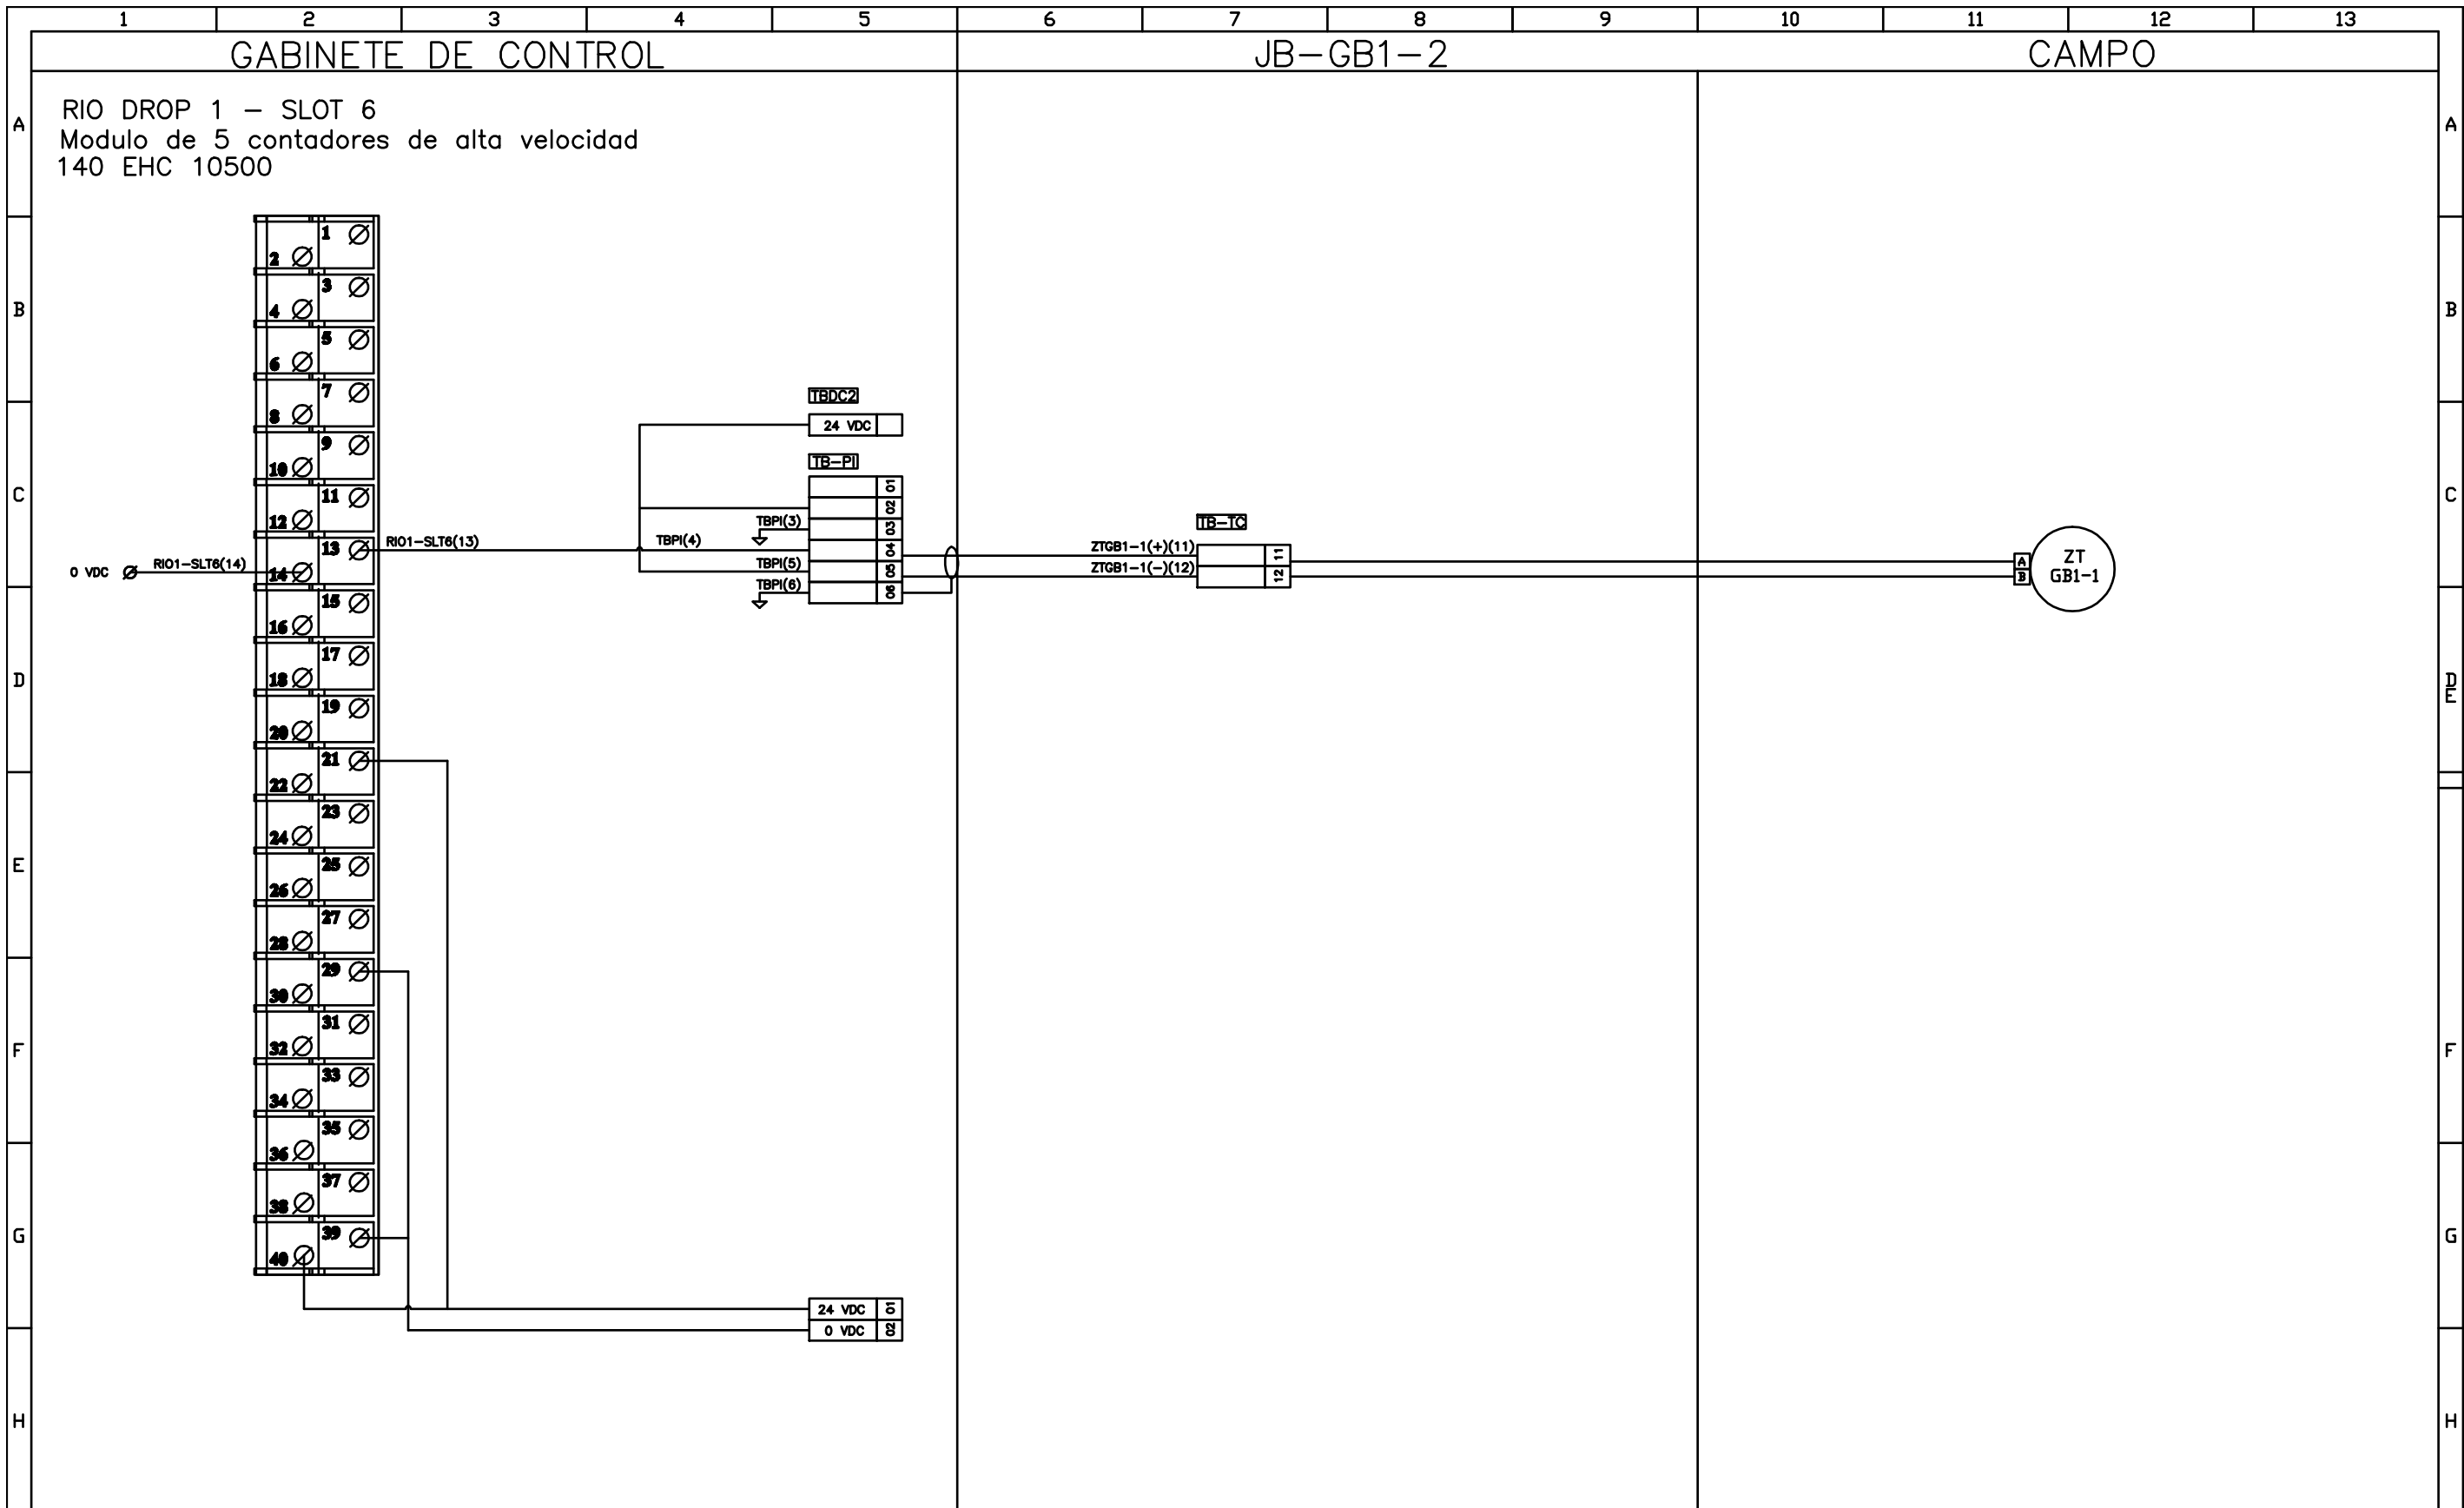 1 2 3 4 5 6 7 8 9 10 11 12 13
GABINETE DE CONTROL JB-GB1-2 CAMPO
RIO DROP 1 - SLOT 6
Modulo de 5 contadores de alta velocidad
140 EHC 10500
A A
B B
C C
D D
E
E
F F
G G
H H
1
2
3
4
5
6
7
8
9
10
11
12
13
14
15
16
17
18
19
20
21
22
23
24
25
26
27
28
29
30
31
32
33
34
35
36
37
38
39
40
0 VDC RIO1-SLT6(14)
RIO1-SLT6(13)
TBDC2
24 VDC
TB-PI
01
02
TBPI(3) 03
TBPI(4) 04
TBPI(5) 05
TBPI(6) 06
TB-TC
ZTGB1-1(+)(11) 11
ZTGB1-1(-)(12) 12
A
B
ZT
GB1-1
24 VDC 01
0 VDC 02